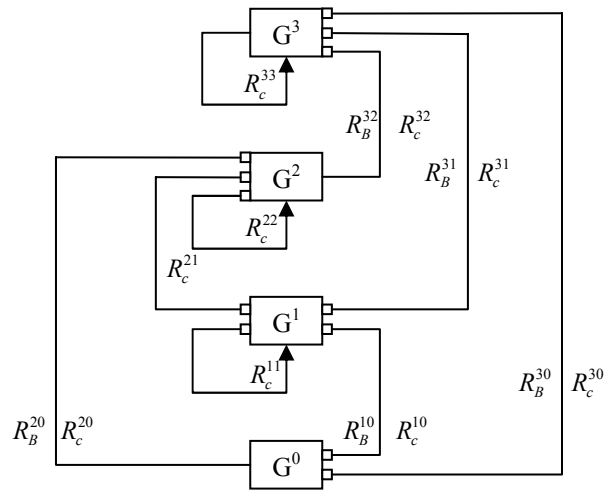 G^3
R_c^{33}
R_B^{32} R_c^{32}
R_B^{31} R_c^{31}
G^2
R_c^{22}
R_c^{21}
G^1
R_c^{11}
R_B^{30} R_c^{30}
R_B^{20} R_c^{20}
R_B^{10} R_c^{10}
G^0